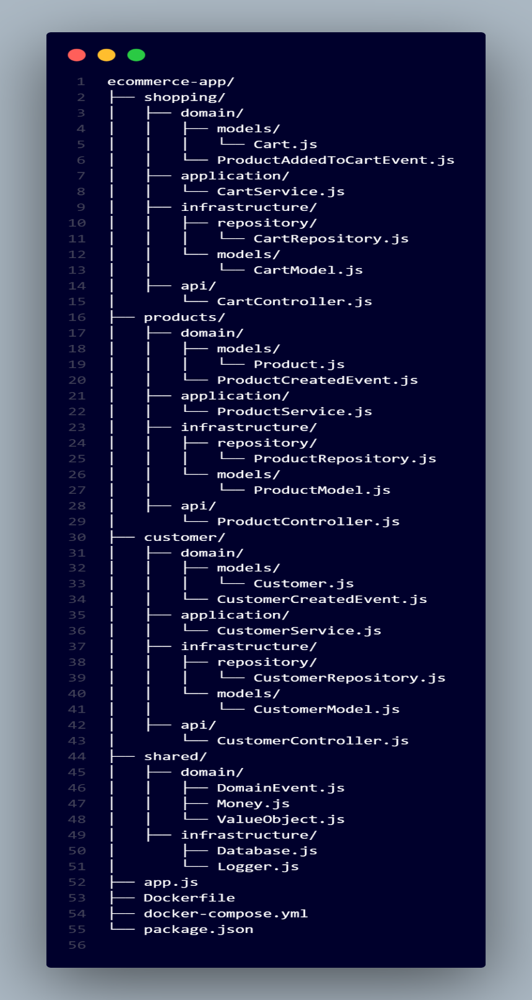 1 ecommerce-app/
2 ├── shopping/
3 │   ├── domain/
4 │   │   ├── models/
5 │   │   │   └── Cart.js
6 │   │   └── ProductAddedToCartEvent.js
7 │   ├── application/
8 │   │   └── CartService.js
9 │   ├── infrastructure/
10 │   │   ├── repository/
11 │   │   │   └── CartRepository.js
12 │   │   └── models/
13 │   │       └── CartModel.js
14 │   ├── api/
15 │       └── CartController.js
16 ├── products/
17 │   ├── domain/
18 │   │   ├── models/
19 │   │   │   └── Product.js
20 │   │   └── ProductCreatedEvent.js
21 │   ├── application/
22 │   │   └── ProductService.js
23 │   ├── infrastructure/
24 │   │   ├── repository/
25 │   │   │   └── ProductRepository.js
26 │   │   └── models/
27 │   │       └── ProductModel.js
28 │   ├── api/
29 │       └── ProductController.js
30 ├── customer/
31 │   ├── domain/
32 │   │   ├── models/
33 │   │   │   └── Customer.js
34 │   │   └── CustomerCreatedEvent.js
35 │   ├── application/
36 │   │   └── CustomerService.js
37 │   ├── infrastructure/
38 │   │   ├── repository/
39 │   │   │   └── CustomerRepository.js
40 │   │   └── models/
41 │   │       └── CustomerModel.js
42 │   ├── api/
43 │       └── CustomerController.js
44 ├── shared/
45 │   ├── domain/
46 │   │   ├── DomainEvent.js
47 │   │   ├── Money.js
48 │   │   └── ValueObject.js
49 │   ├── infrastructure/
50 │       ├── Database.js
51 │       └── Logger.js
52 ├── app.js
53 ├── Dockerfile
54 ├── docker-compose.yml
55 └── package.json
56